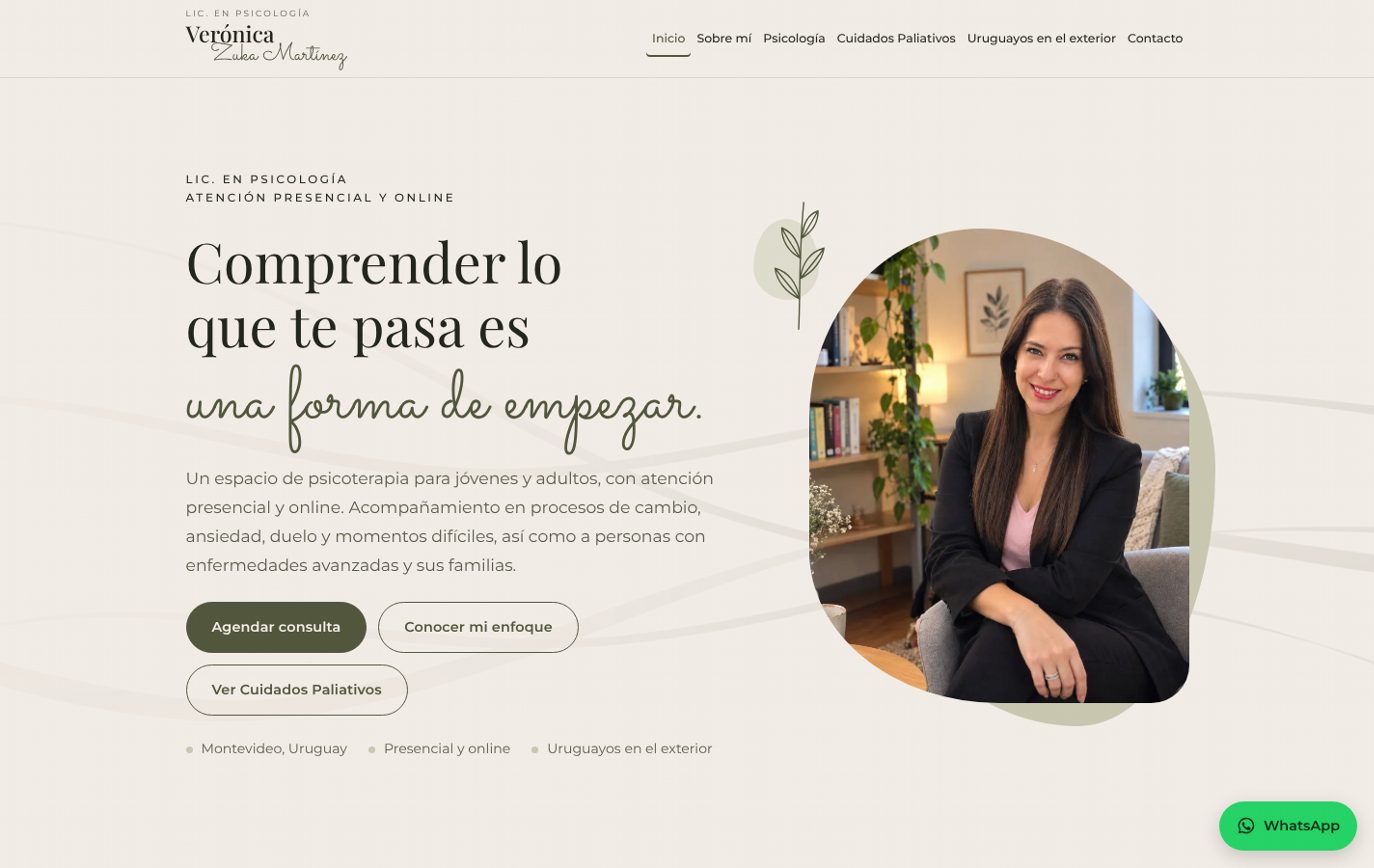 LIC. EN PSICOLOGÍA
Verónica
Zuka Martínez
Inicio Sobre mí Psicología Cuidados Paliativos Uruguayos en el exterior Contacto
LIC. EN PSICOLOGÍA
ATENCIÓN PRESENCIAL Y ONLINE
Comprender lo
que te pasa es
una forma de empezar.
Un espacio de psicoterapia para jóvenes y adultos, con atención
presencial y online. Acompañamiento en procesos de cambio,
ansiedad, duelo y momentos difíciles, así como a personas con
enfermedades avanzadas y sus familias.
Agendar consulta Conocer mi enfoque
Ver Cuidados Paliativos
Montevideo, Uruguay Presencial y online Uruguayos en el exterior
WhatsApp